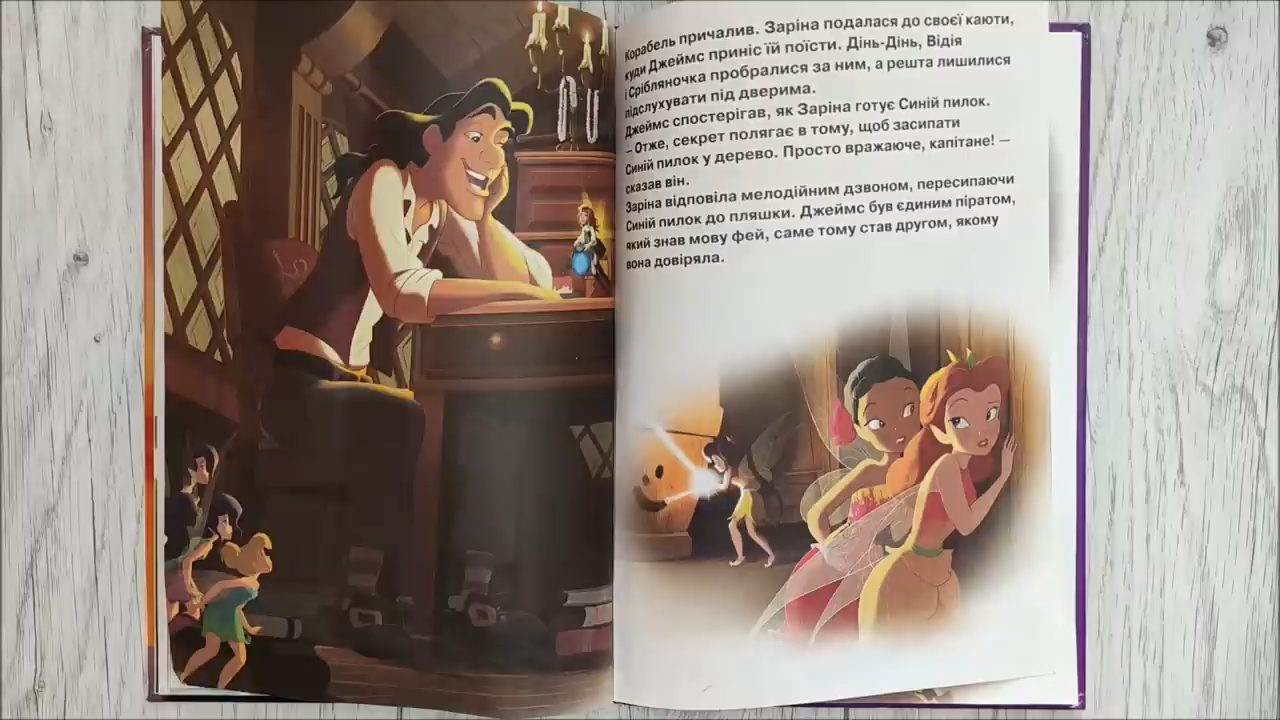 Корабель причалив. Заріна подалася до своєї каюти,
куди Джеймс приніс їй поїсти. Дінь-Дінь, Відія
і Срібляночка пробралися за ним, а решта лишилися
підслухувати під дверима.
Джеймс спостерігав, як Заріна готує Синій пилок.
– Отже, секрет полягає в тому, щоб засипати
Синій пилок у дерево. Просто вражаюче, капітане! –
сказав він.
Заріна відповіла мелодійним дзвоном, пересипаючи
Синій пилок до пляшки. Джеймс був єдиним піратом,
який знав мову фей, саме тому став другом, якому
вона довіряла.